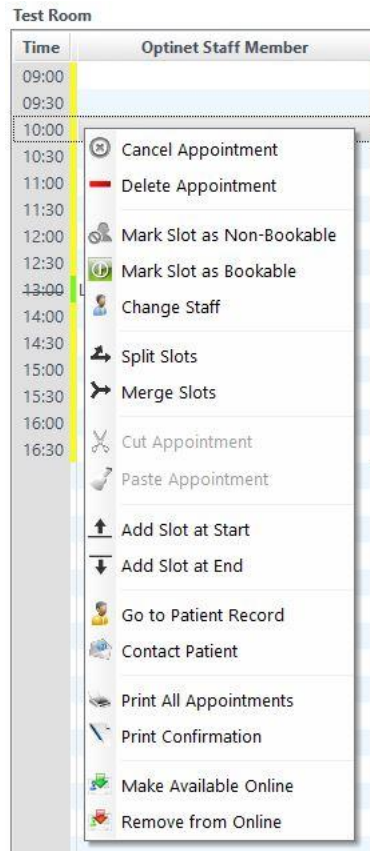 Test Room
Time Optinet Staff Member
09:00
09:30
10:00
Cancel Appointment
10:30
Delete Appointment
11:00
11:30
Mark Slot as Non-Bookable
12:00
12:30
Mark Slot as Bookable
13:00 L
Change Staff
14:00
14:30
Split Slots
15:00
Merge Slots
15:30
16:00
Cut Appointment
16:30
Paste Appointment
Add Slot at Start
Add Slot at End
Go to Patient Record
Contact Patient
Print All Appointments
Print Confirmation
Make Available Online
Remove from Online